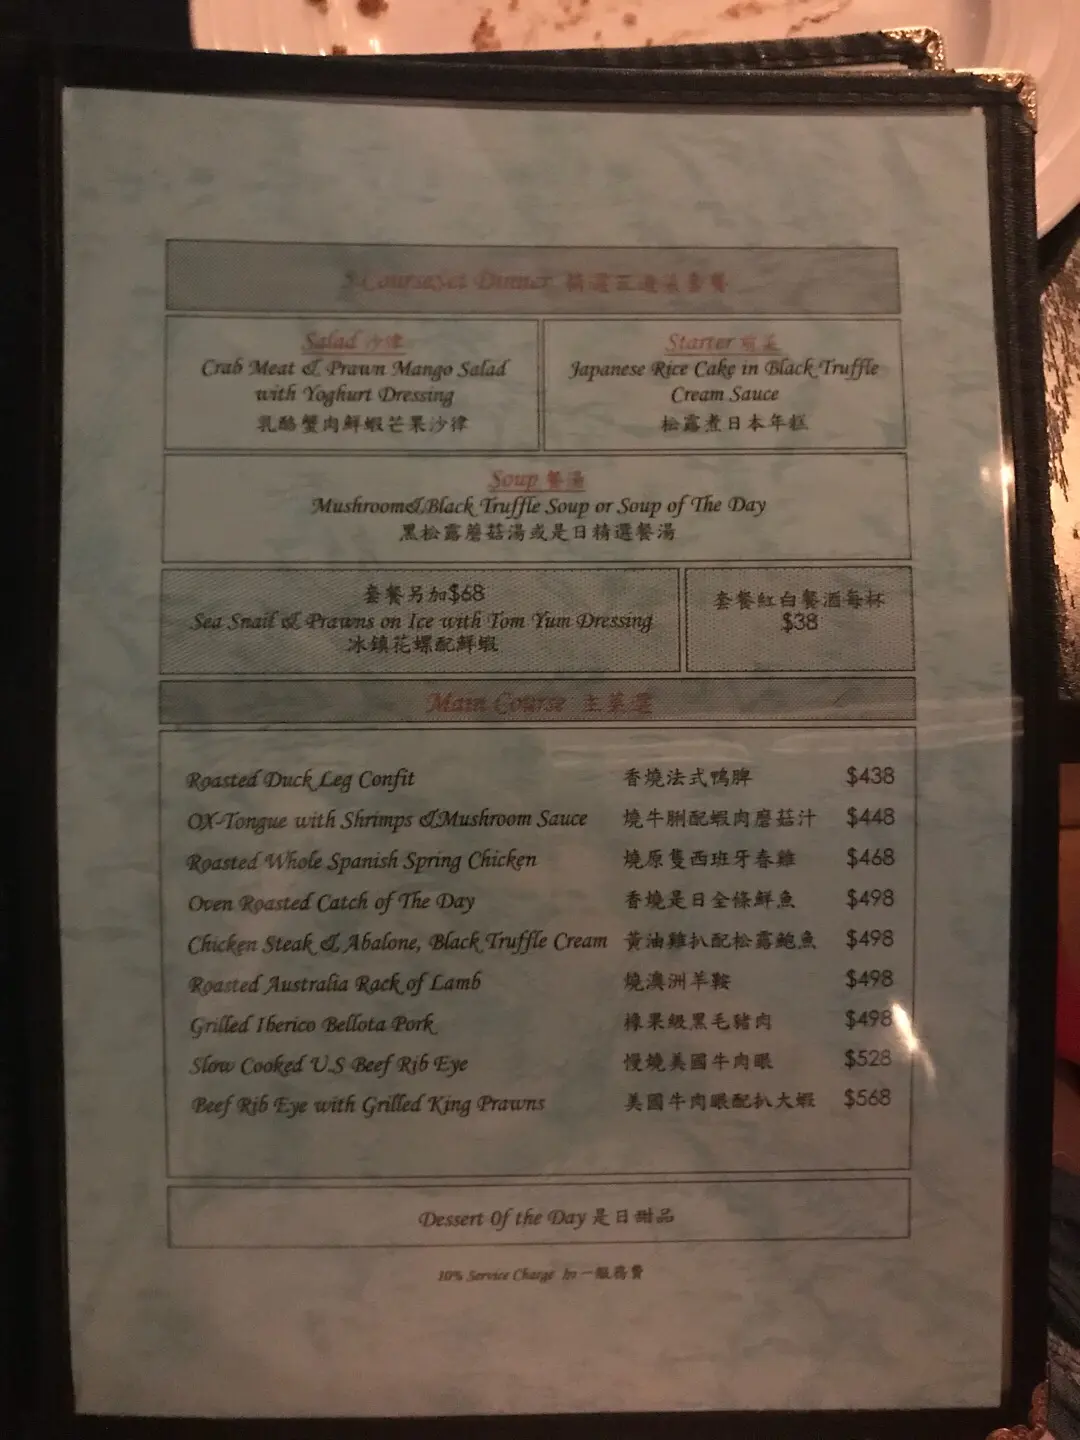 5 Courseset Dinner 精選五道菜套餐
Salad 沙律
Crab Meat & Prawn Mango Salad
with Yoghurt Dressing
乳酪蟹肉鮮蝦芒果沙律
Starter 前菜
Japanese Rice Cake in Black Truffle
Cream Sauce
松露煮日本年糕
Soup 餐湯
Mushroom&Black Truffle Soup or Soup of The Day
黑松露蘑菇湯或是日精選餐湯
套餐另加$68
Sea Snail & Prawns on Ice with Tom Yum Dressing
冰鎮花螺配鮮蝦
套餐紅白餐酒每杯
$38
Main Course 主菜選
Roasted Duck Leg Confit 香燒法式鴨脾 $438
OX-Tongue with Shrimps &Mushroom Sauce 燒牛脷配蝦肉蘑菇汁 $448
Roasted Whole Spanish Spring Chicken 燒原隻西班牙春雞 $468
Oven Roasted Catch of The Day 香燒是日全條鮮魚 $498
Chicken Steak & Abalone, Black Truffle Cream 黃油雞扒配松露鮑魚 $498
Roasted Australia Rack of Lamb 燒澳洲羊鞍 $498
Grilled Iberico Bellota Pork 橡果級黑毛豬肉 $498
Slow Cooked U.S Beef Rib Eye 慢燒美國牛肉眼 $528
Beef Rib Eye with Grilled King Prawns 美國牛肉眼配扒大蝦 $568
Dessert 0f the Day 是日甜品
10% Service Charge 加一服務費